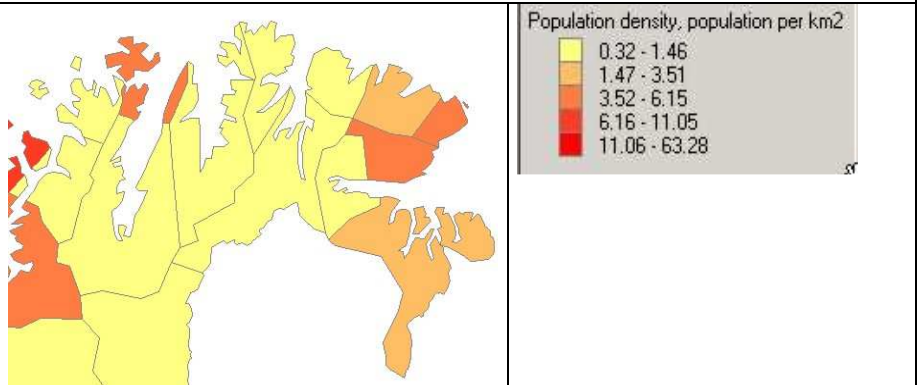 Population density, population per km2
0.32 - 1.46
1.47 - 3.51
3.52 - 6.15
6.16 - 11.05
11.06 - 63.28